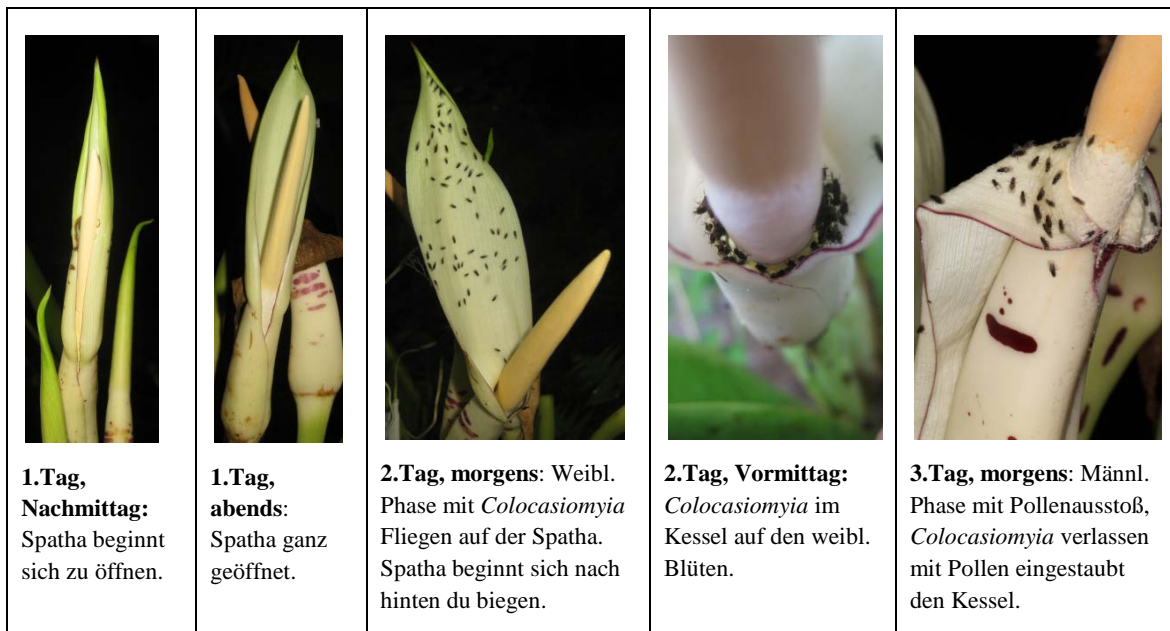 1.Tag,
Nachmittag:
Spatha beginnt
sich zu öffnen.
1.Tag,
abends:
Spatha ganz
geöffnet.
2.Tag, morgens: Weibl.
Phase mit Colocasiomyia
Fliegen auf der Spatha.
Spatha beginnt sich nach
hinten du biegen.
2.Tag, Vormittag:
Colocasiomyia im
Kessel auf den weibl.
Blüten.
3.Tag, morgens: Männl.
Phase mit Pollenausstoß,
Colocasiomyia verlassen
mit Pollen eingestaubt
den Kessel.